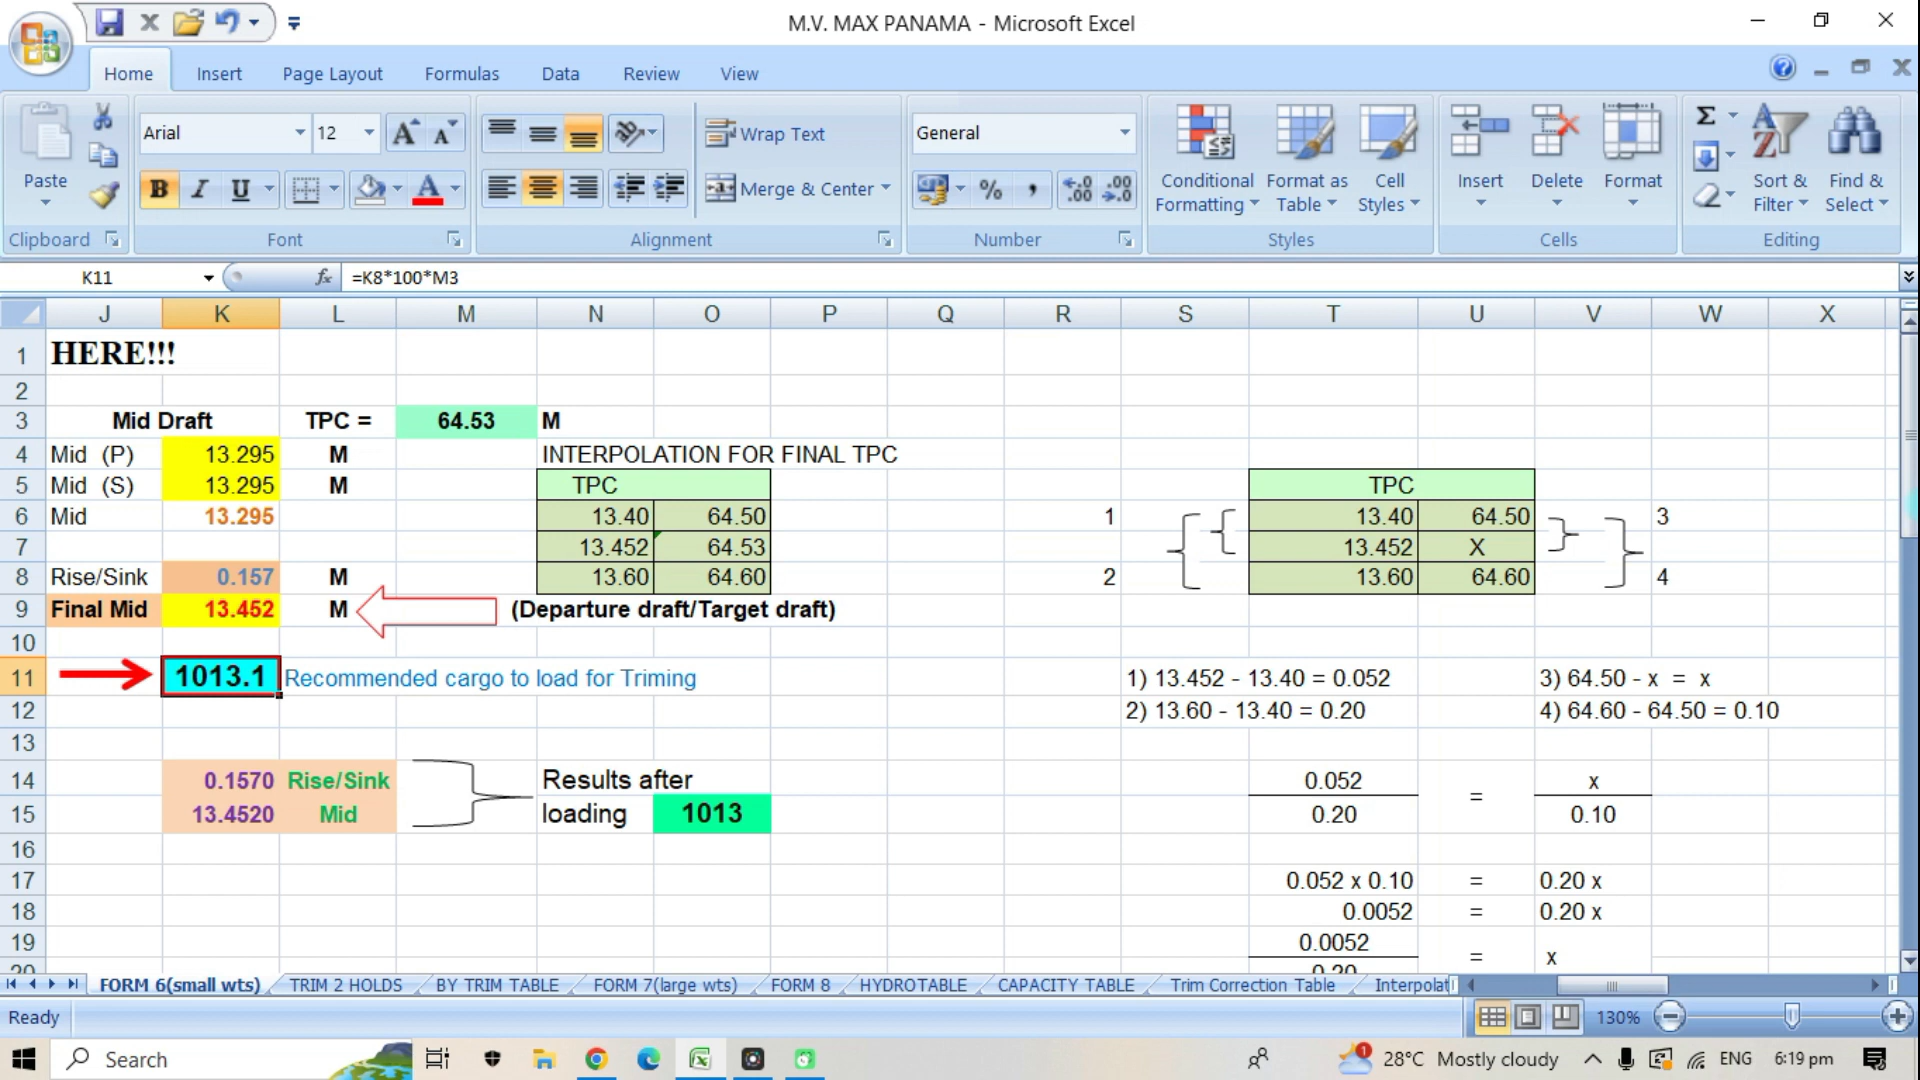 M.V. MAX PANAMA - Microsoft Excel
Home Insert Page Layout Formulas Data Review View
Arial 12 A A Wrap Text General
Paste B I U A Merge & Center % , .0 .00 .00 .0
Conditional Formatting Format as Table Cell Styles Insert Delete Format Σ Sort & Filter Find & Select
Clipboard Font Alignment Number Styles Cells Editing
K11 fx =K8*100*M3
J K L M N O P Q R S T U V W X
1 HERE!!!
2
3 Mid Draft TPC = 64.53 M
4 Mid (P) 13.295 M INTERPOLATION FOR FINAL TPC
5 Mid (S) 13.295 M TPC TPC
6 Mid 13.295 13.40 64.50 1 13.40 64.50 3
7 13.452 64.53 13.452 X
8 Rise/Sink 0.157 M 13.60 64.60 2 13.60 64.60 4
9 Final Mid 13.452 M (Departure draft/Target draft)
10
11 1013.1 Recommended cargo to load for Triming 1) 13.452 - 13.40 = 0.052 3) 64.50 - x = x
12 2) 13.60 - 13.40 = 0.20 4) 64.60 - 64.50 = 0.10
13
14 0.1570 Rise/Sink Results after 0.052 = x
15 13.4520 Mid loading 1013 0.20 0.10
16
17 0.052 x 0.10 = 0.20 x
18 0.0052 = 0.20 x
19 0.0052 = x
20 0.20
FORM 6(small wts) TRIM 2 HOLDS BY TRIM TABLE FORM 7(large wts) FORM 8 HYDROTABLE CAPACITY TABLE Trim Correction Table Interpolat
Ready 130%
Search 1 28°C Mostly cloudy ENG 6:19 pm